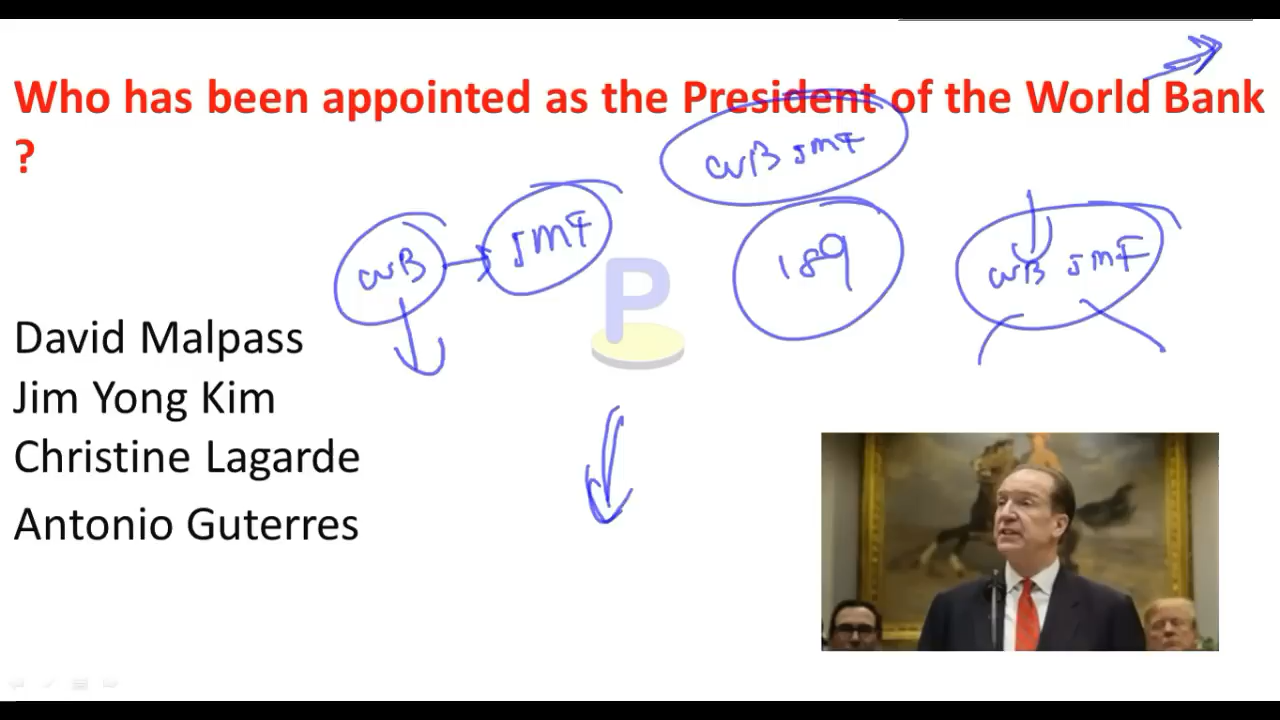 Who has been appointed as the President of the World Bank
?
WB IMF
WB
IMF
189
WB IMF
P
David Malpass
Jim Yong Kim
Christine Lagarde
Antonio Guterres